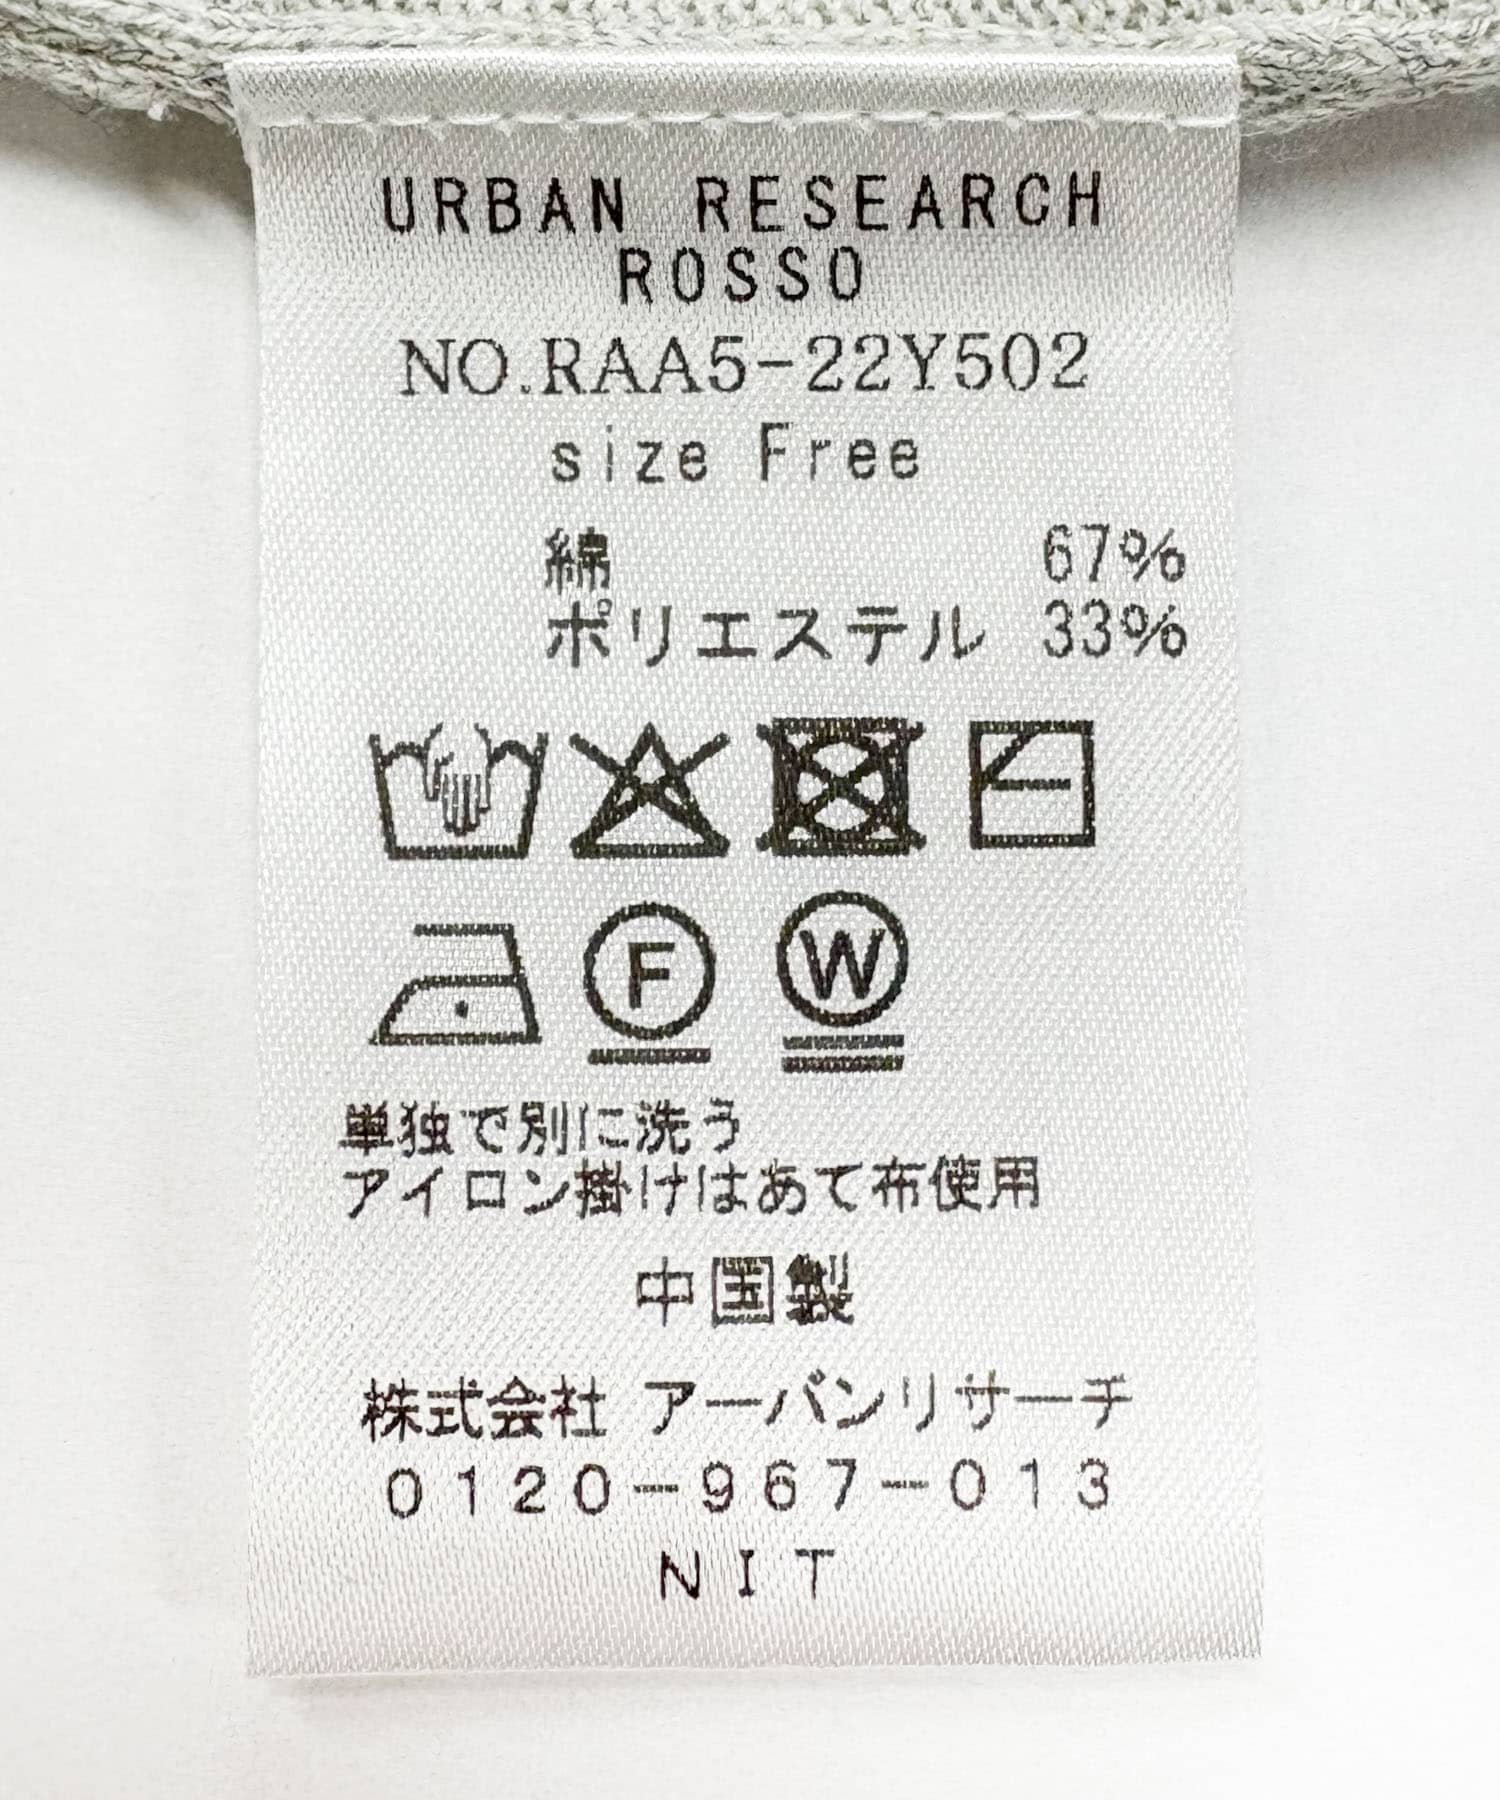 URBAN RESEARCH
ROSSO
NO.RAA5-22Y502
size Free
綿 67%
ポリエステル 33%
F W
単独で別に洗う
アイロン掛けはあて布使用
中国製
株式会社 アーバンリサーチ
0120-967-013
NIT